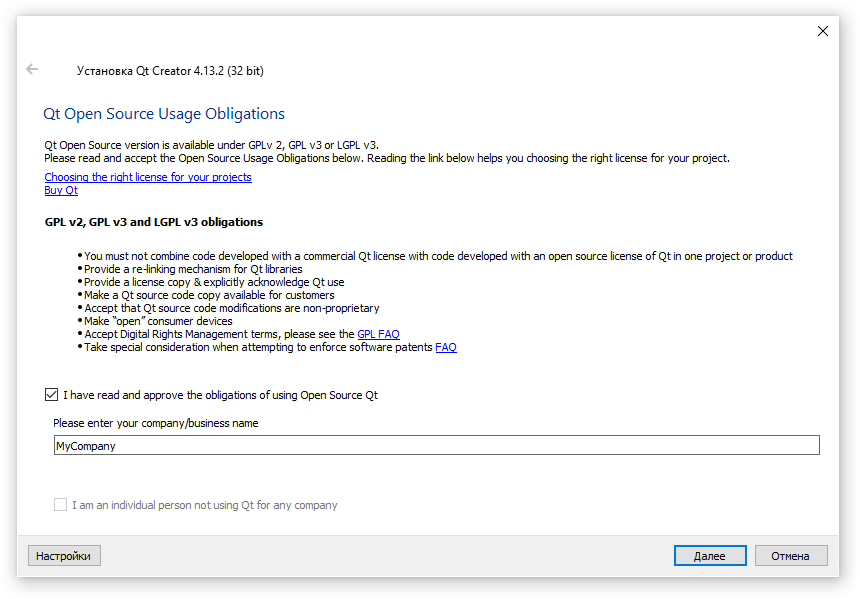 Установка Qt Creator 4.13.2 (32 bit)
Qt Open Source Usage Obligations
Qt Open Source version is available under GPLv 2, GPL v3 or LGPL v3.
Please read and accept the Open Source Usage Obligations below. Reading the link below helps you choosing the right license for your project.
Choosing the right license for your projects
Buy Qt
GPL v2, GPL v3 and LGPL v3 obligations
•You must not combine code developed with a commercial Qt license with code developed with an open source license of Qt in one project or product
•Provide a re-linking mechanism for Qt libraries
•Provide a license copy & explicitly acknowledge Qt use
•Make a Qt source code copy available for customers
•Accept that Qt source code modifications are non-proprietary
•Make “open” consumer devices
•Accept Digital Rights Management terms, please see the GPL FAQ
•Take special consideration when attempting to enforce software patents FAQ
I have read and approve the obligations of using Open Source Qt
Please enter your company/business name
MyCompany
I am an individual person not using Qt for any company
Настройки Далее Отмена